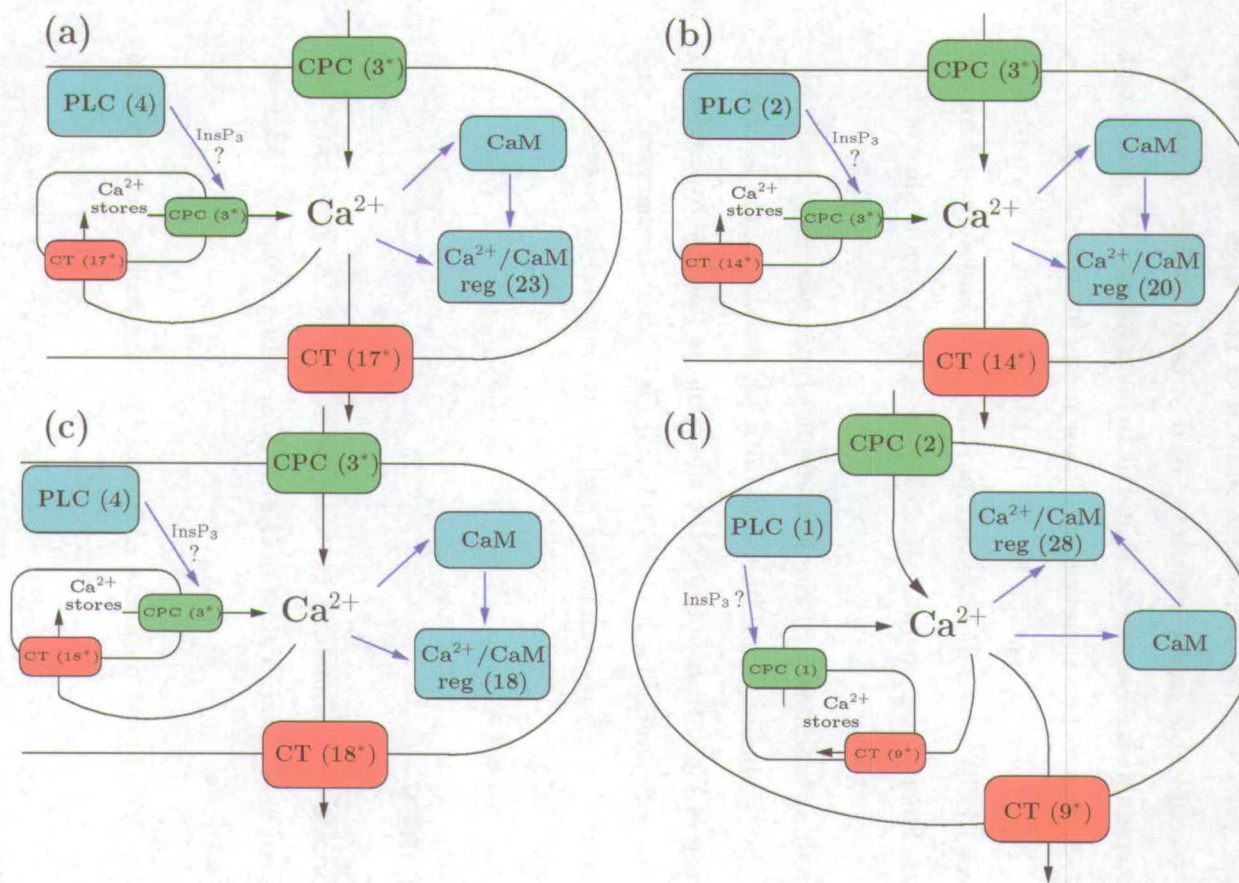 (a)
CPC (3*)
PLC (4)
InsP₃
?
CaM
Ca²⁺
stores
CPC (3*)
Ca²⁺
CT (17*)
Ca²⁺/CaM
reg (23)
CT (17*)
(b)
CPC (3*)
PLC (2)
InsP₃
?
CaM
Ca²⁺
stores
CPC (3*)
Ca²⁺
CT (14*)
Ca²⁺/CaM
reg (20)
CT (14*)
(c)
CPC (3*)
PLC (4)
InsP₃
?
CaM
Ca²⁺
stores
CPC (3*)
Ca²⁺
CT (18*)
Ca²⁺/CaM
reg (18)
CT (18*)
(d)
CPC (2)
PLC (1)
Ca²⁺/CaM
reg (28)
InsP₃ ?
Ca²⁺
CaM
CPC (1)
Ca²⁺
stores
CT (9*)
CT (9*)